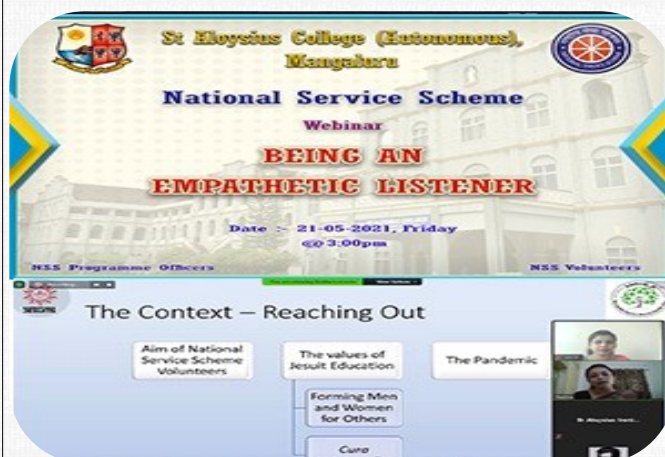 St Aloysius College (Autonomous),
Mangaluru
National Service Scheme
Webinar
BEING AN
EMPATHETIC LISTENER
Date :- 21-05-2021, Friday
@ 3:00pm
NSS Programme Officers
NSS Volunteers
The Context – Reaching Out
Aim of National
Service Scheme
Volunteers
The values of
Jesuit Education
The Pandemic
Forming Men
and Women
for Others
Cura